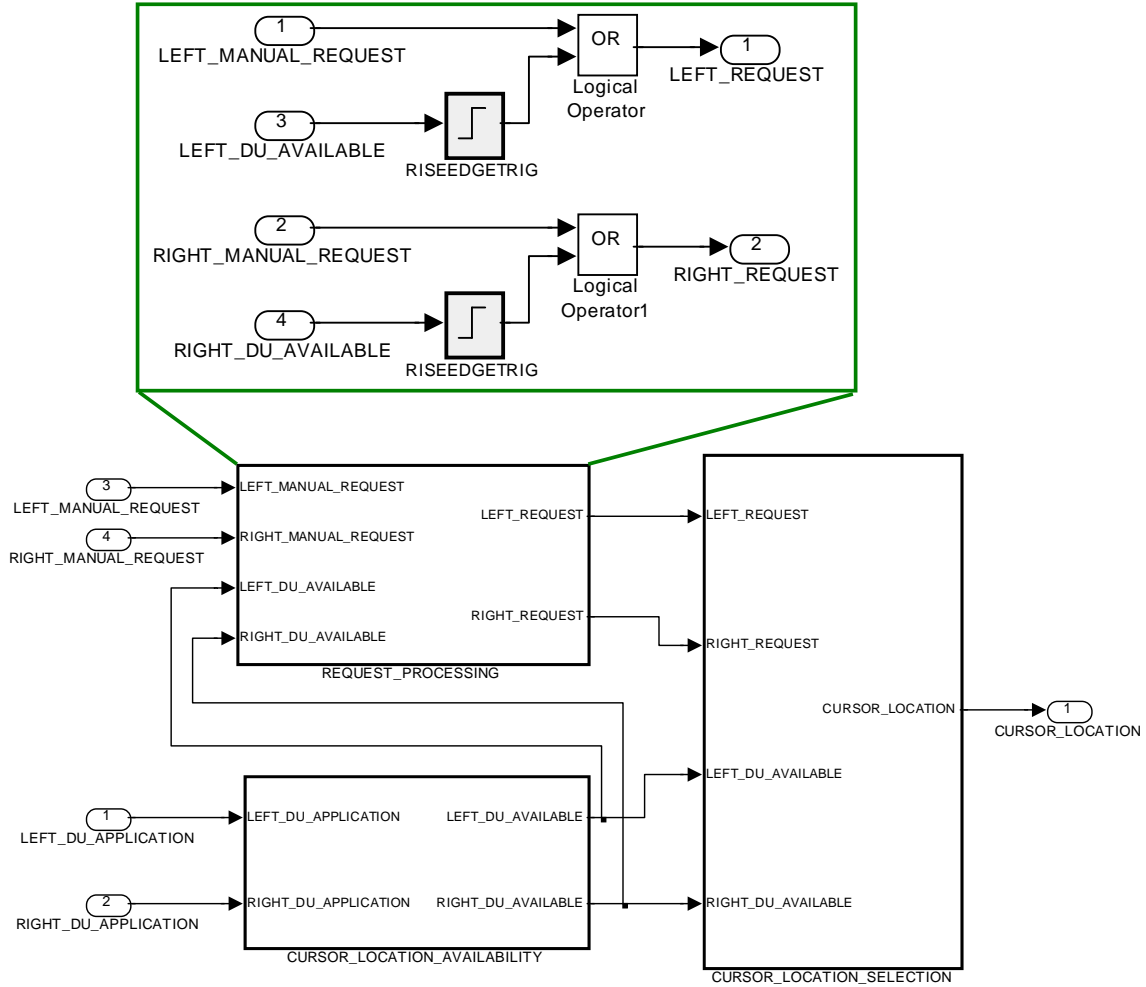 1
LEFT_MANUAL_REQUEST
OR
1
LEFT_REQUEST
Logical
Operator
3
LEFT_DU_AVAILABLE
RISEEDGETRIG
2
RIGHT_MANUAL_REQUEST
OR
2
RIGHT_REQUEST
Logical
Operator1
4
RIGHT_DU_AVAILABLE
RISEEDGETRIG
3
LEFT_MANUAL_REQUEST
4
RIGHT_MANUAL_REQUEST
LEFT_MANUAL_REQUEST
RIGHT_MANUAL_REQUEST
LEFT_DU_AVAILABLE
RIGHT_DU_AVAILABLE
LEFT_REQUEST
RIGHT_REQUEST
REQUEST_PROCESSING
LEFT_REQUEST
RIGHT_REQUEST
LEFT_DU_AVAILABLE
RIGHT_DU_AVAILABLE
CURSOR_LOCATION
CURSOR_LOCATION_SELECTION
1
CURSOR_LOCATION
1
LEFT_DU_APPLICATION
2
RIGHT_DU_APPLICATION
LEFT_DU_APPLICATION
RIGHT_DU_APPLICATION
LEFT_DU_AVAILABLE
RIGHT_DU_AVAILABLE
CURSOR_LOCATION_AVAILABILITY